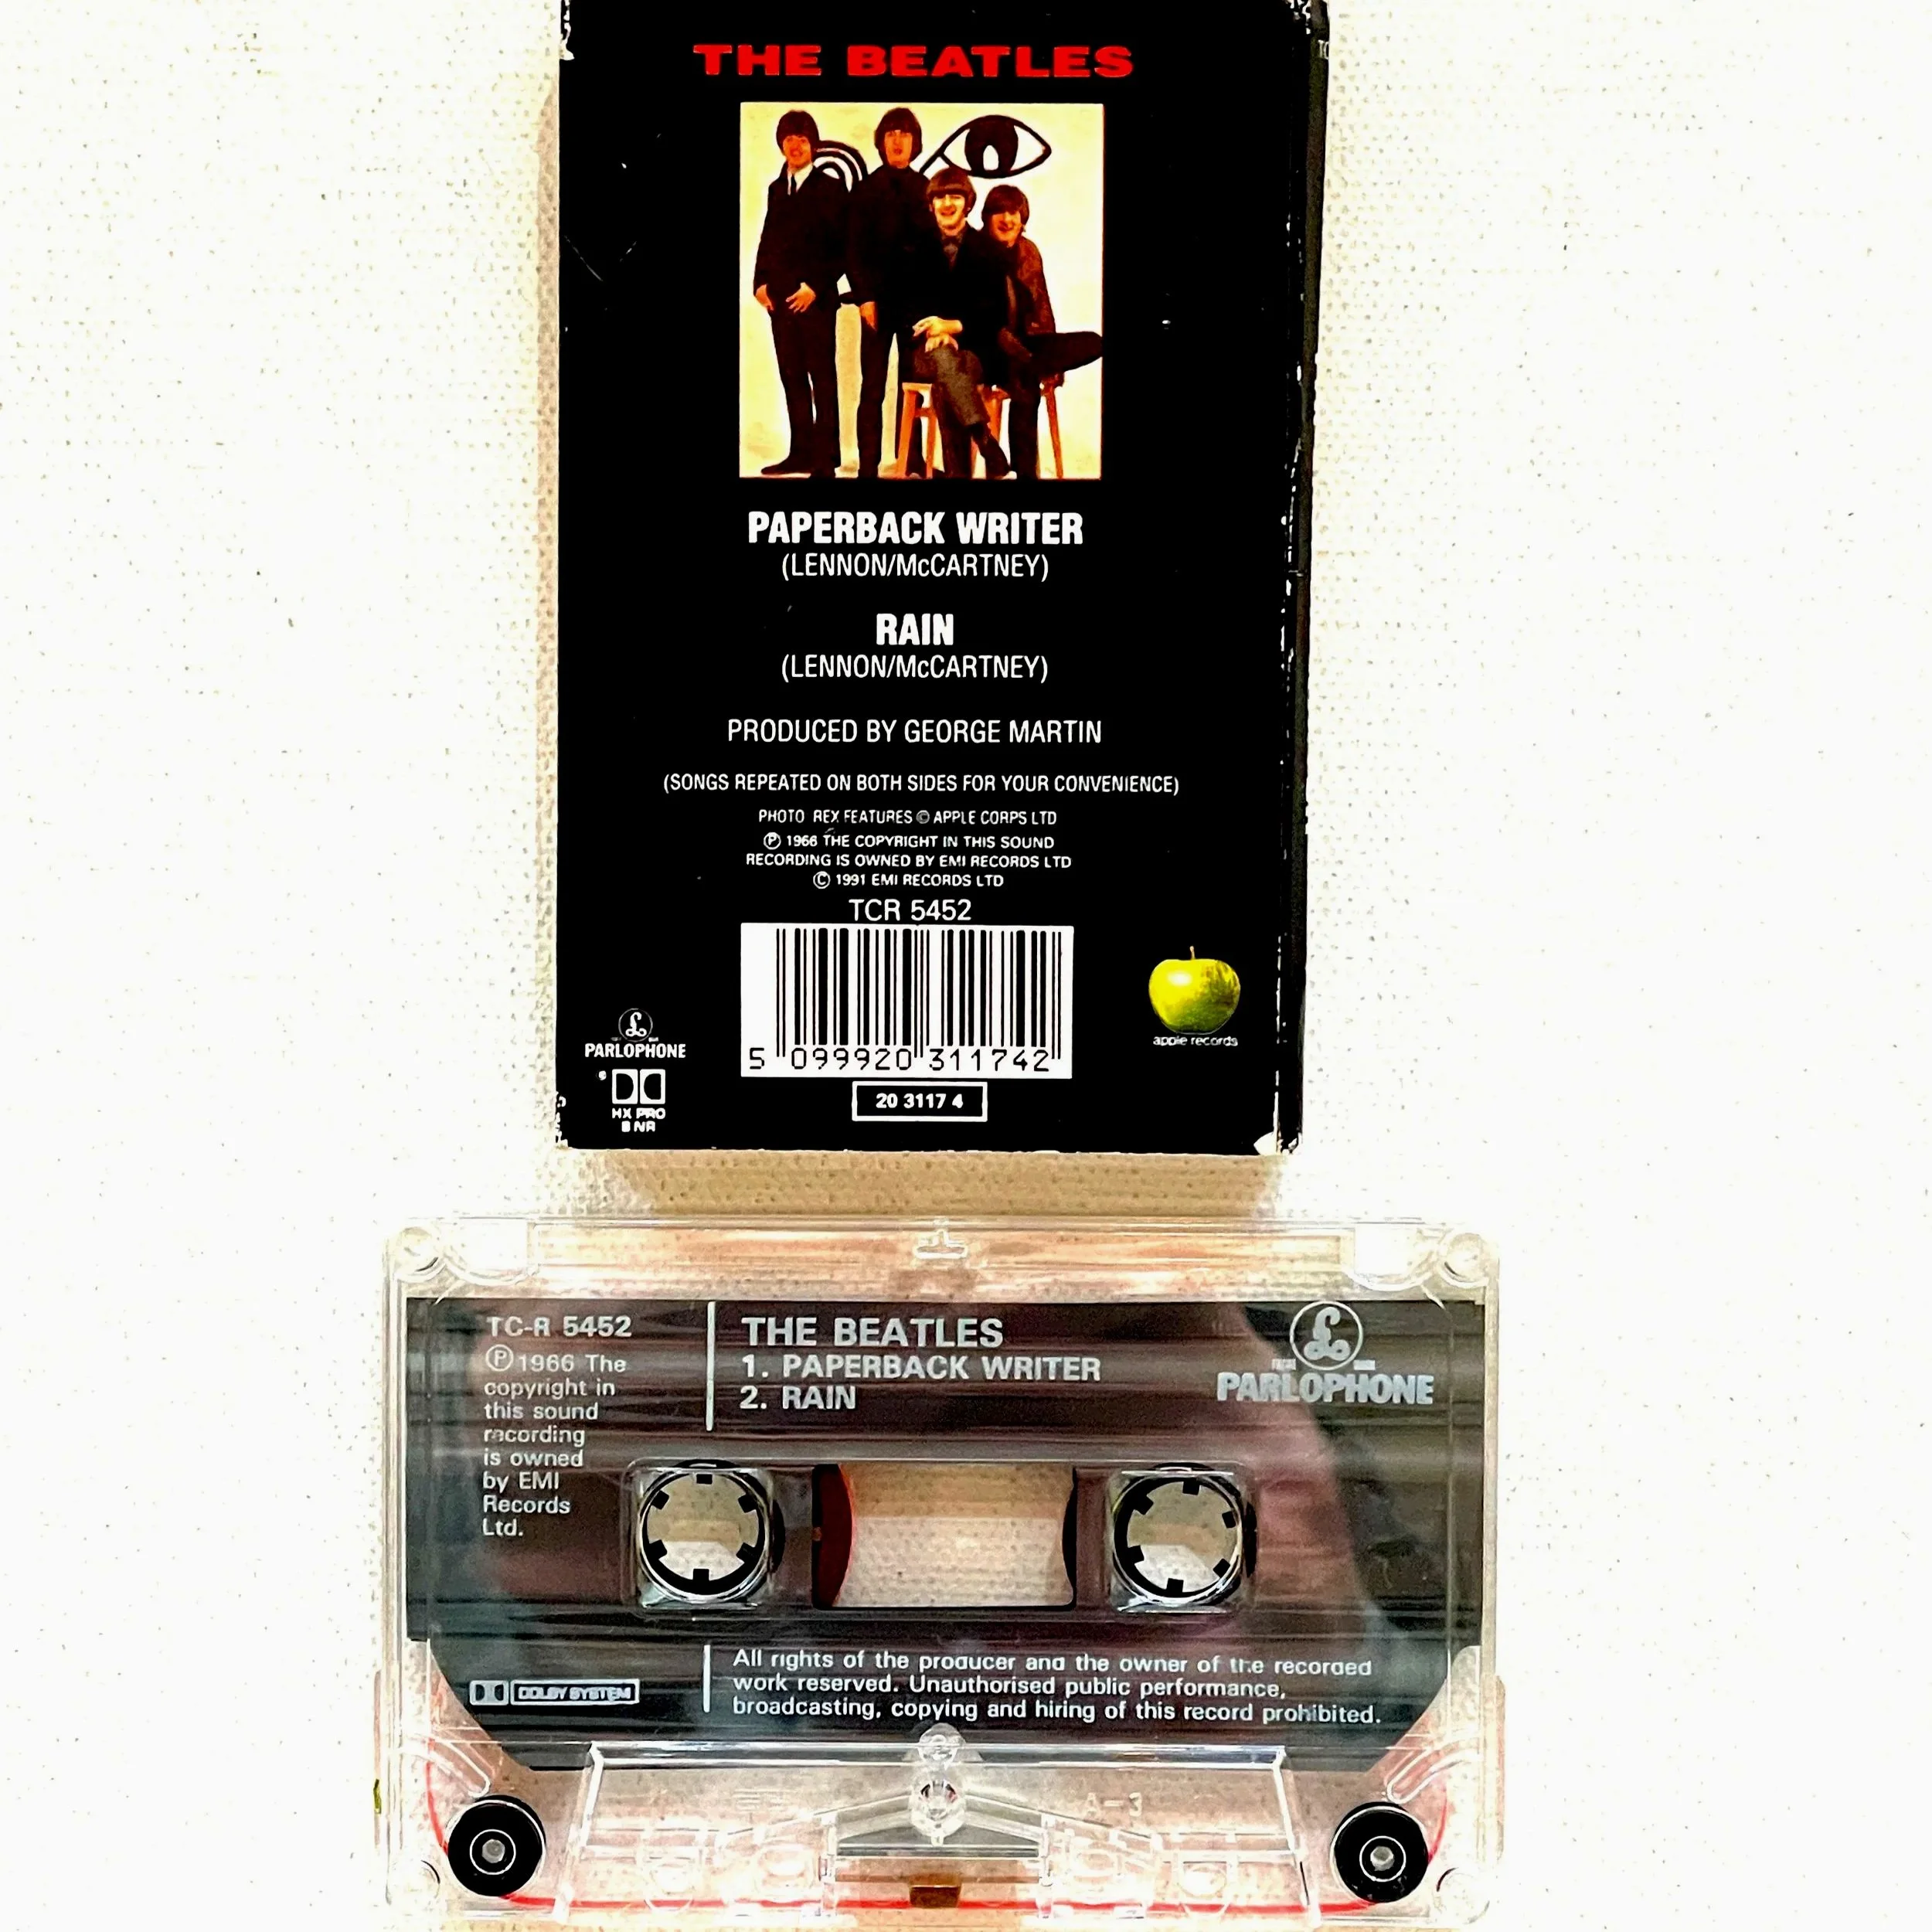 THE BEATLES
PAPERBACK WRITER
(LENNON/McCARTNEY)
RAIN
(LENNON/McCARTNEY)
PRODUCED BY GEORGE MARTIN
(SONGS REPEATED ON BOTH SIDES FOR YOUR CONVENIENCE)
PHOTO REX FEATURES © APPLE CORPS LTD
℗ 1966 THE COPYRIGHT IN THIS SOUND
RECORDING IS OWNED BY EMI RECORDS LTD
© 1991 EMI RECORDS LTD
TCR 5452
5 099920 311742
20 3117 4
PARLOPHONE
HX PRO
B NR
apple records
TC-R 5452
℗ 1966 The
copyright in
this sound
recording
is owned
by EMI
Records
Ltd.
THE BEATLES
1. PAPERBACK WRITER
2. RAIN
PARLOPHONE
DOLBY SYSTEM
All rights of the producer and the owner of the recorded
work reserved. Unauthorised public performance,
broadcasting, copying and hiring of this record prohibited.
A-3